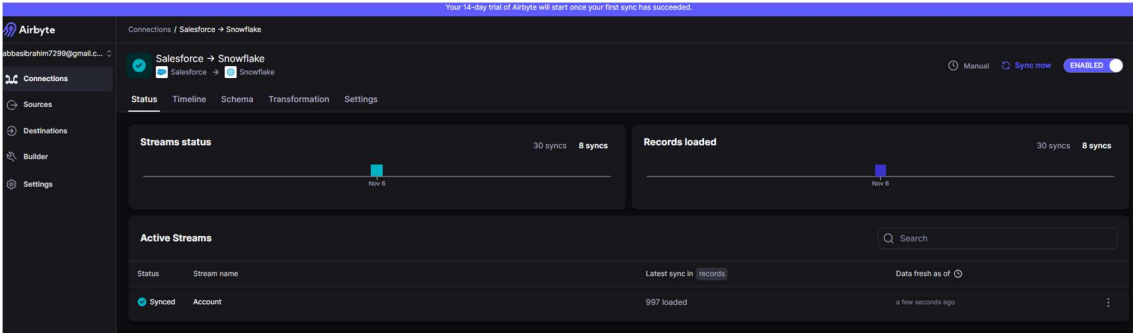 Your 14-day trial of Airbyte will start once your first sync has succeeded.
Airbyte
abbasibrahim7299@gmail.c...
Connections
Sources
Destinations
Builder
Settings
Connections / Salesforce → Snowflake
Salesforce → Snowflake
Salesforce → Snowflake
Manual Sync now ENABLED
Status Timeline Schema Transformation Settings
Streams status 30 syncs 8 syncs
Nov 6
Records loaded 30 syncs 8 syncs
Nov 6
Active Streams Search
Status Stream name Latest sync in records Data fresh as of
Synced Account 997 loaded a few seconds ago